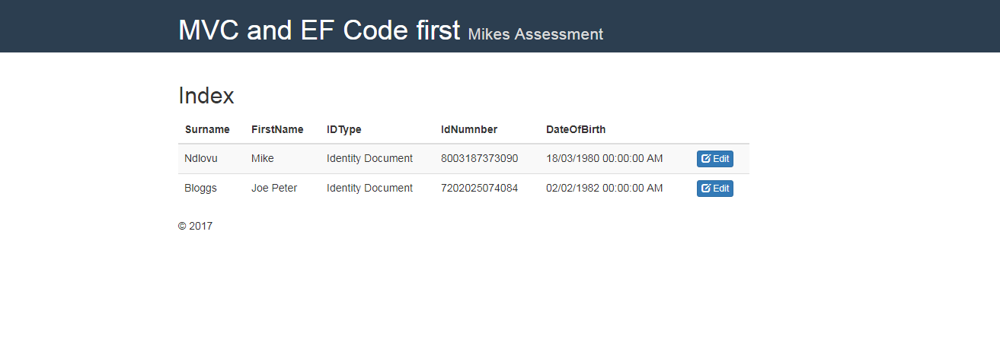 MVC and EF Code first Mikes Assessment
Index
Surname FirstName IDType IdNumnber DateOfBirth
Ndlovu Mike Identity Document 8003187373090 18/03/1980 00:00:00 AM Edit
Bloggs Joe Peter Identity Document 7202025074084 02/02/1982 00:00:00 AM Edit
© 2017